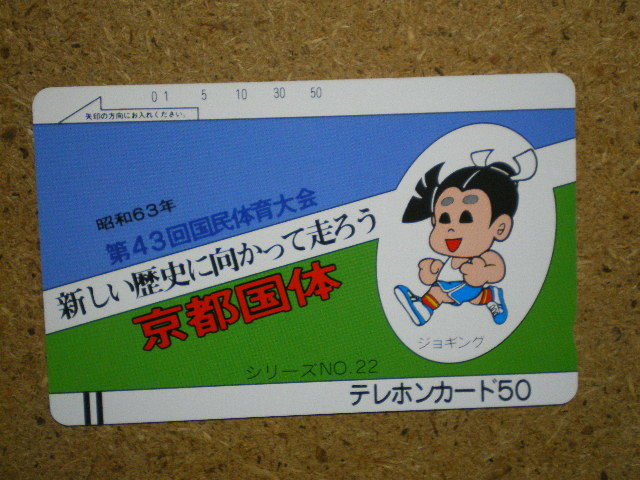 01 5 10 30 50
矢印の方向にお入れください。
昭和63年
第43回国民体育大会
新しい歴史に向かって走ろう
京都国体
ジョギング
シリーズNO.22
テレホンカード50